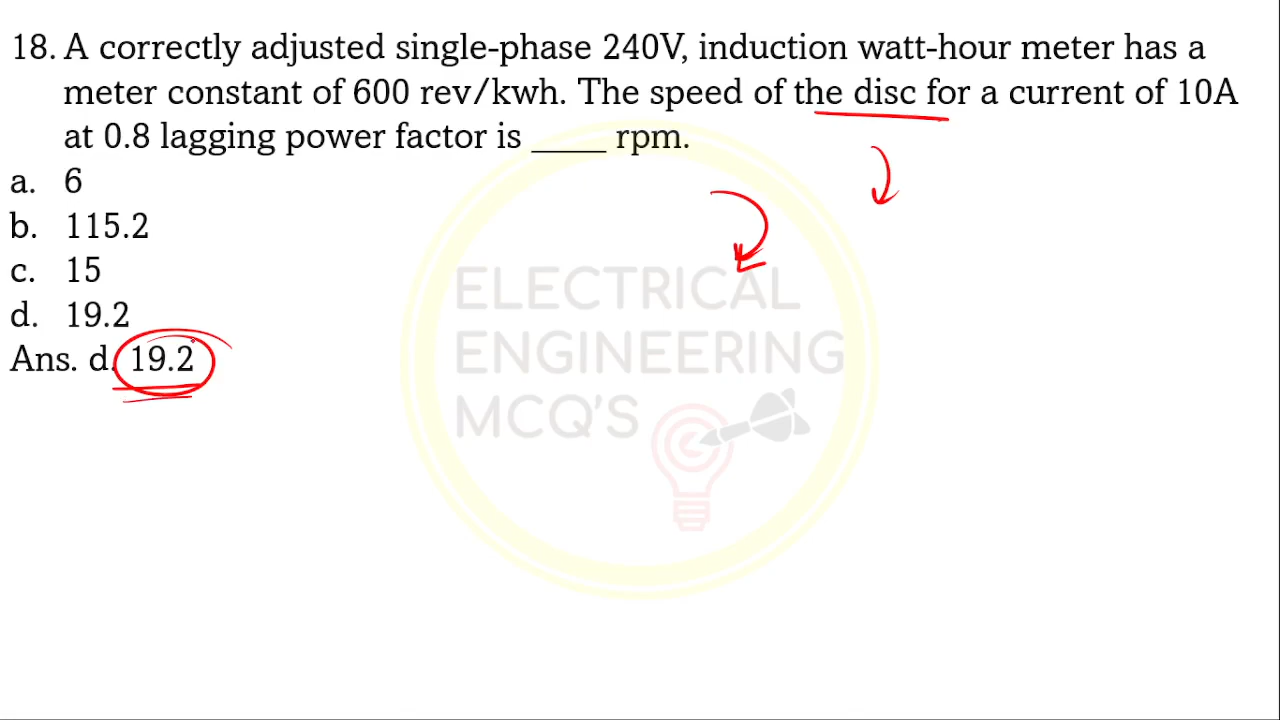 18. A correctly adjusted single-phase 240V, induction watt-hour meter has a
meter constant of 600 rev/kwh. The speed of the disc for a current of 10A
at 0.8 lagging power factor is ____ rpm.
a. 6
b. 115.2
c. 15
d. 19.2
Ans. d. 19.2
ELECTRICAL
ENGINEERING
MCQ'S